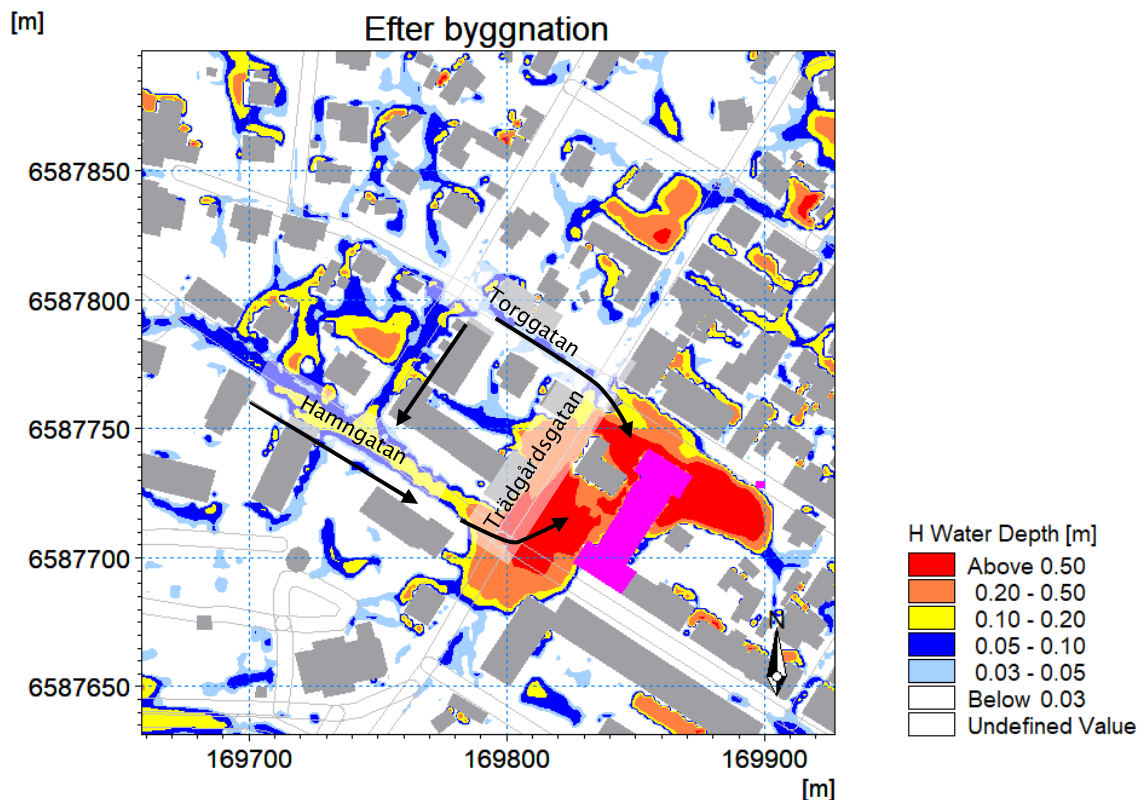 [m]
Efter byggnation
6587850
6587800
6587750
6587700
6587650
Torggatan
Hamngatan
Trädgårdsgatan
N
169700
169800
169900
[m]
H Water Depth [m]
Above 0.50
0.20 - 0.50
0.10 - 0.20
0.05 - 0.10
0.03 - 0.05
Below 0.03
Undefined Value